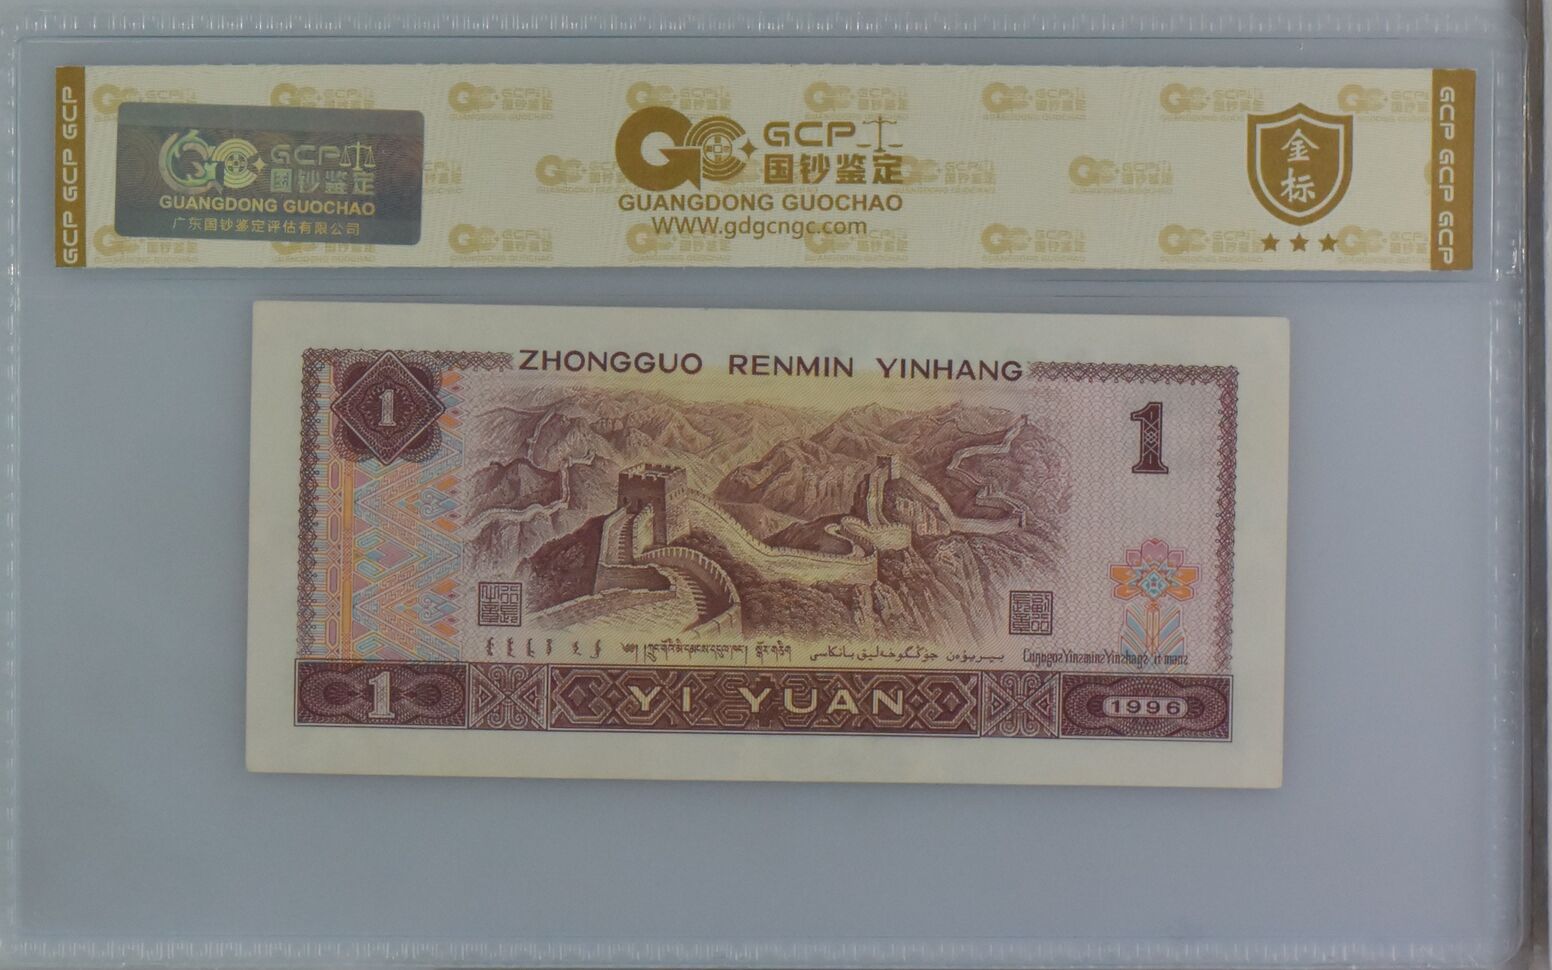 GCP GCP GCP
GCP
国钞鉴定
GUANGDONG GUOCHAO
广东国钞鉴定评估有限公司
GCP
国钞鉴定
GUANGDONG GUOCHAO
WWW.gdgcngc.com
金标
GCP GCP GCP
ZHONGGUO RENMIN YINHANG
1
1
1
YI YUAN
1996